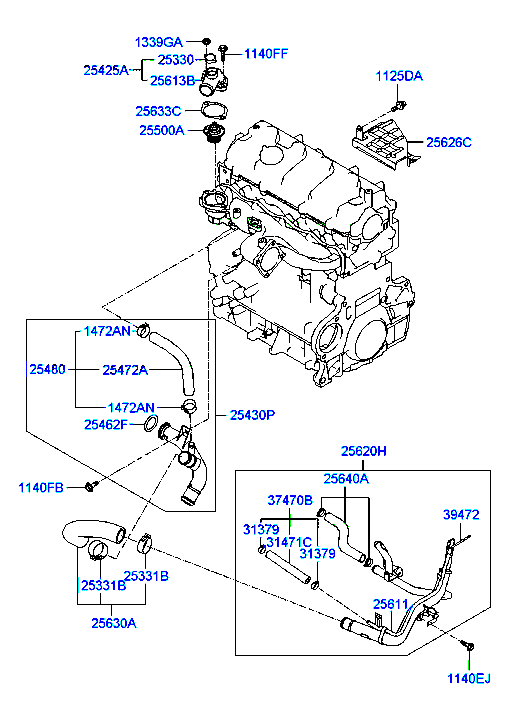 1339GA
25330
1140FF
25425A
25613B
1125DA
25633C
25500A
25626C
1472AN
25480
25472A
1472AN
25462F
25430P
25620H
25640A
1140FB
37470B
39472
31379
31471C
31379
25331B
25331B
25611
25630A
1140EJ